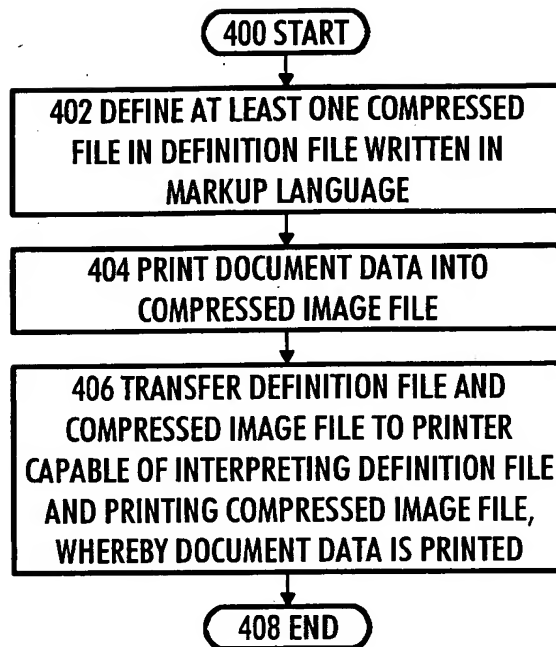 400 START
402 DEFINE AT LEAST ONE COMPRESSED
FILE IN DEFINITION FILE WRITTEN IN
MARKUP LANGUAGE
404 PRINT DOCUMENT DATA INTO
COMPRESSED IMAGE FILE
406 TRANSFER DEFINITION FILE AND
COMPRESSED IMAGE FILE TO PRINTER
CAPABLE OF INTERPRETING DEFINITION FILE
AND PRINTING COMPRESSED IMAGE FILE,
WHEREBY DOCUMENT DATA IS PRINTED
408 END